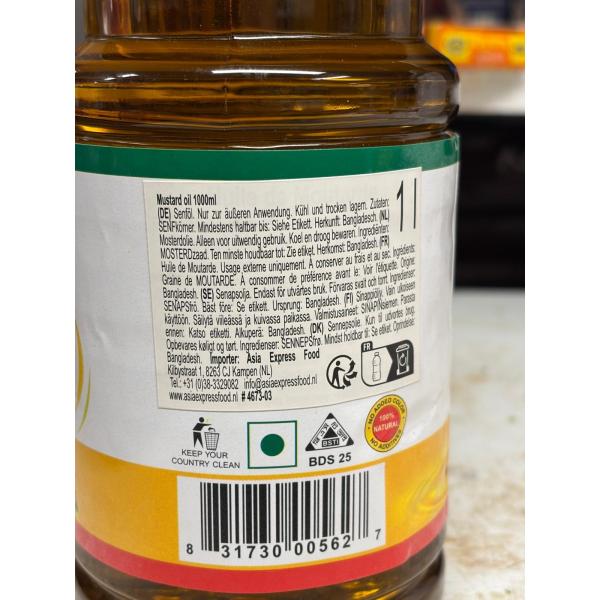 Mustard oil 1000ml
(DE) Senföl. Nur zur äußeren Anwendung. Kühl und trocken lagern. Zutaten:
SENFkörner. Mindestens haltbar bis: Siehe Etikett. Herkunft: Bangladesch. (NL)
Mosterdolie. Alleen voor uitwendig gebruik. Koel en droog bewaren. Ingrediënten:
MOSTERDzaad. Ten minste houdbaar tot: Zie etiket. Herkomst: Bangladesh. (FR)
Huile de Moutarde. Usage externe uniquement. A conserver au frais et au sec. Ingrédients:
Graine de MOUTARDE. A consommer de préférence avant le: Voir l'étiquette. Origine:
Bangladesh. (SE) Senapsolja. Endast för utvärtes bruk. Förvaras svalt och torrt. Ingredienser:
SENAPSfrö. Bäst före: Se etikett. Ursprung: Bangladesh. (FI) Sinappiöljy. Vain ulkoiseen
käyttöön. Säilytä viileässä ja kuivassa paikassa. Valmistusaineet: SINAPINsiemen. Parasta
ennen: Katso etiketti. Alkuperä: Bangladesh. (DK) Sennepsolie. Kun til udvortes brug.
Opbevares køligt og tørt. Ingredienser: SENNEPSfrø. Mindst holdbar til: Se etiket. Oprindelse:
Bangladesh. Importer: Asia Express Food
Kilbystraat 1, 8263 CJ Kampen (NL)
Tel.: +31 (0)38-3329082 info@asiaexpressfood.nl
www.asiaexpressfood.nl # 4673-03
1 l
FR
KEEP YOUR
COUNTRY CLEAN
BSTI
BDS 25
NO ADDED COLOR
100%
NATURAL
NO ADDITIVES
8 31730 00562 7